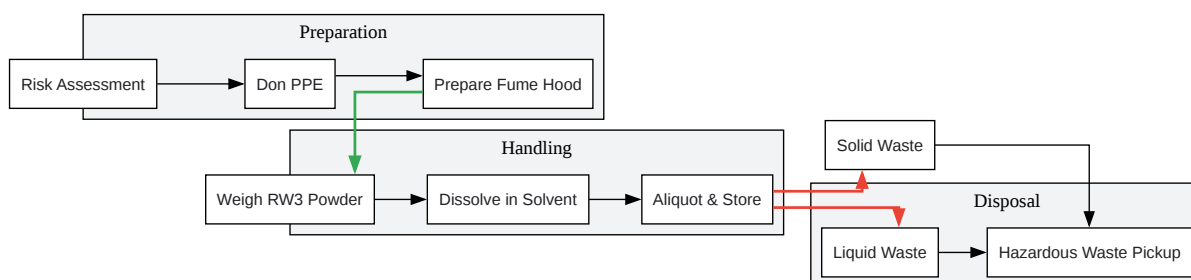 Preparation
Risk Assessment
Don PPE
Prepare Fume Hood
Handling
Weigh RW3 Powder
Dissolve in Solvent
Aliquot & Store
Solid Waste
Disposal
Liquid Waste
Hazardous Waste Pickup